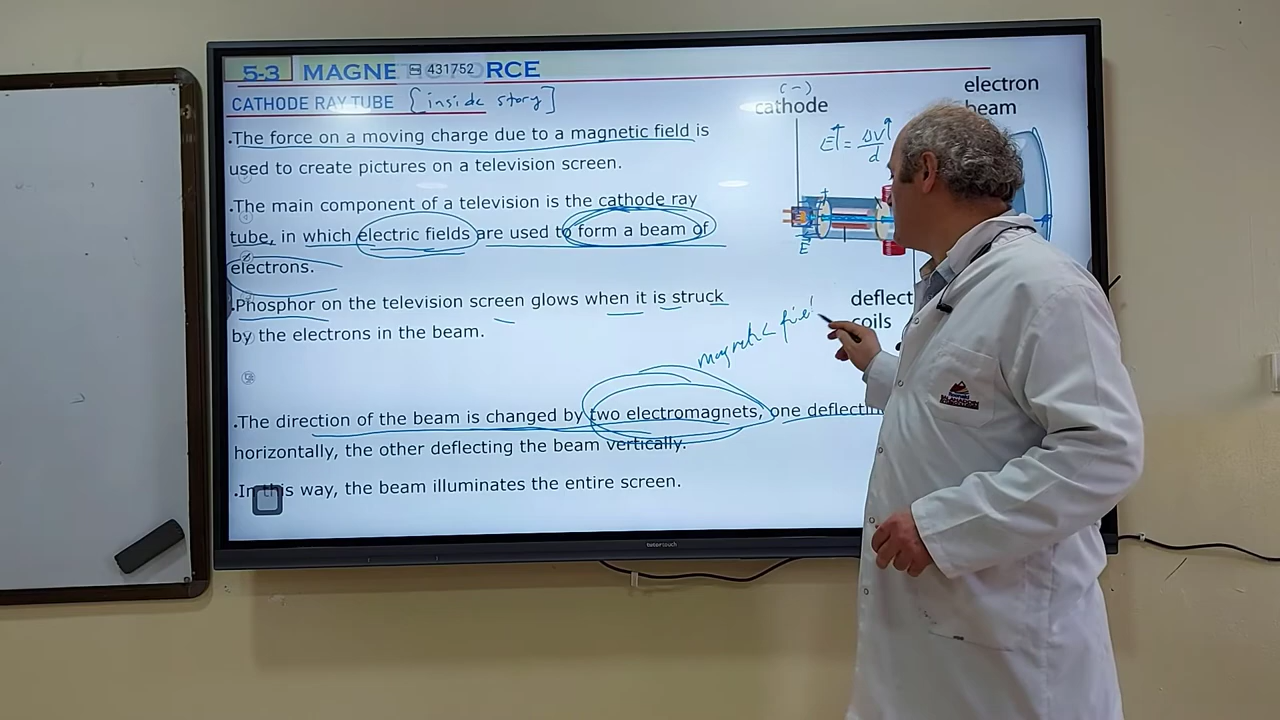 5-3 MAGNE RCE
431752
CATHODE RAY TUBE [inside story]
.The force on a moving charge due to a magnetic field is
used to create pictures on a television screen.
.The main component of a television is the cathode ray
tube, in which electric fields are used to form a beam of
electrons.
.Phosphor on the television screen glows when it is struck
by the electrons in the beam.
magnetic fiel
.The direction of the beam is changed by two electromagnets, one deflectin
horizontally, the other deflecting the beam vertically.
.In this way, the beam illuminates the entire screen.
(-)
cathode
electron
beam
E↑ = ΔV↑
d
+
E
deflect
coils
tutortouch